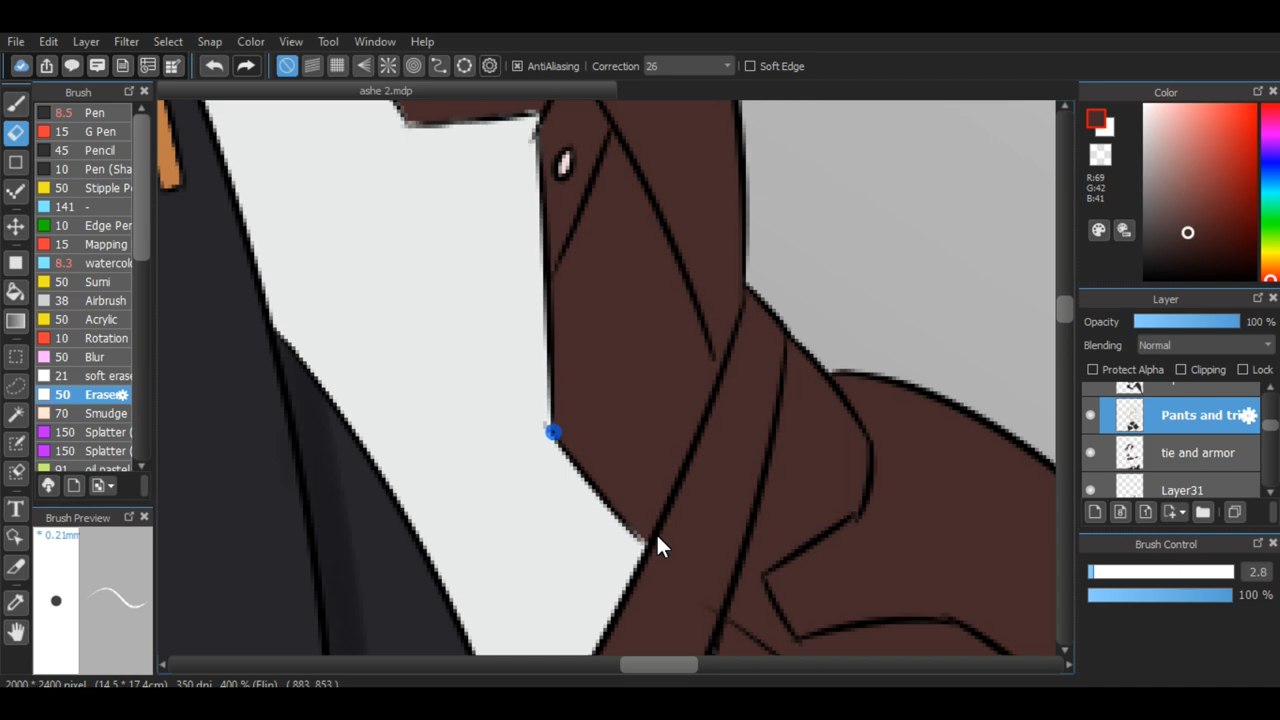 File Edit Layer Filter Select Snap Color View Tool Window Help
AntiAliasing Correction 26 Soft Edge
Brush
ashe 2.mdp
Color
8.5 Pen
15 G Pen
45 Pencil
10 Pen (Sha
50 Stipple P
141 -
10 Edge Per
15 Mapping
8.3 waterco
50 Sumi
38 Airbrush
50 Acrylic
10 Rotation
50 Blur
21 soft eras
50 Eraser
70 Smudge
150 Splatter (
150 Splatter (
91 oil pastel
Brush Preview
* 0.21mm
R:69
G:42
B:41
Layer
Opacity 100 %
Blending Normal
Protect Alpha Clipping Lock
Pants and tri
tie and armor
Layer31
Brush Control
2.8
100 %
2000 * 2400 pixel (14.5 * 17.4cm) 350 dpi 400 % (Flip) ( 883, 853 )